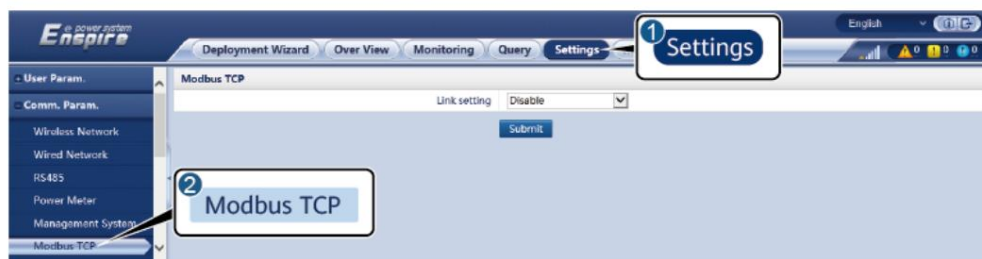 e power system
Enspire
English
Deployment Wizard Over View Monitoring Query Settings
1 Settings
0 0 0
User Param.
Modbus TCP
Comm. Param.
Link setting Disable
Wireless Network
Submit
Wired Network
RS485
Power Meter
2 Modbus TCP
Management System
Modbus TCP